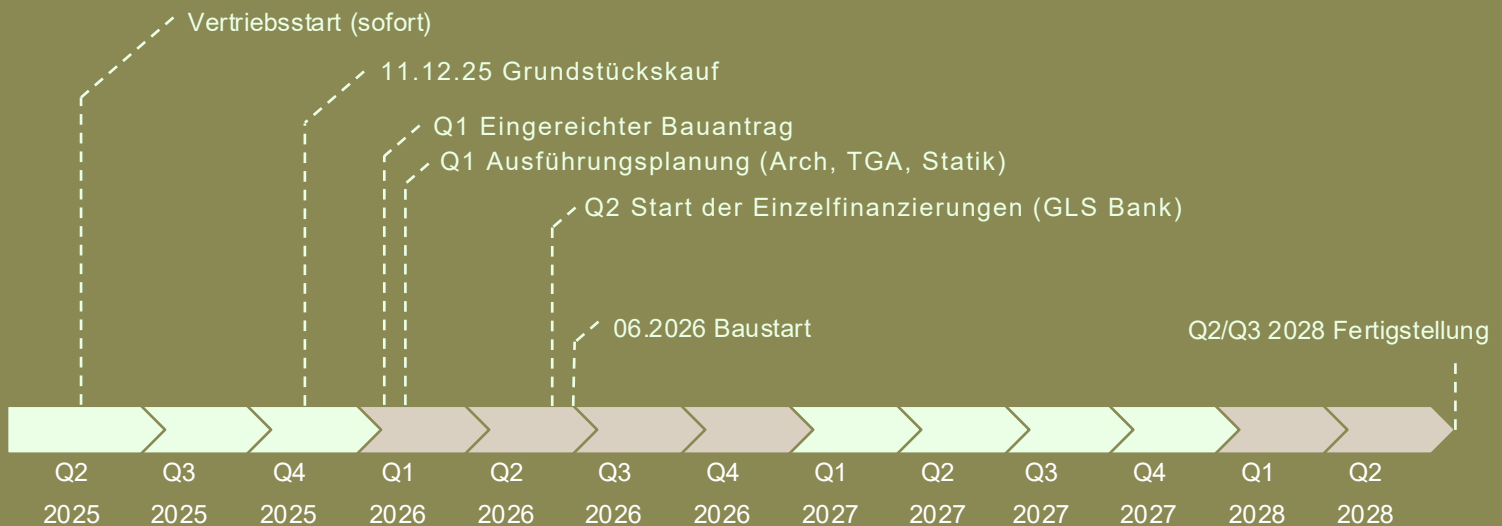 Vertriebsstart (sofort)
11.12.25 Grundstückskauf
Q1 Eingereichter Bauantrag
Q1 Ausführungsplanung (Arch, TGA, Statik)
Q2 Start der Einzelfinanzierungen (GLS Bank)
06.2026 Baustart
Q2/Q3 2028 Fertigstellung
Q2 Q3 Q4 Q1 Q2 Q3 Q4 Q1 Q2 Q3 Q4 Q1 Q2
2025 2025 2025 2026 2026 2026 2026 2027 2027 2027 2027 2028 2028